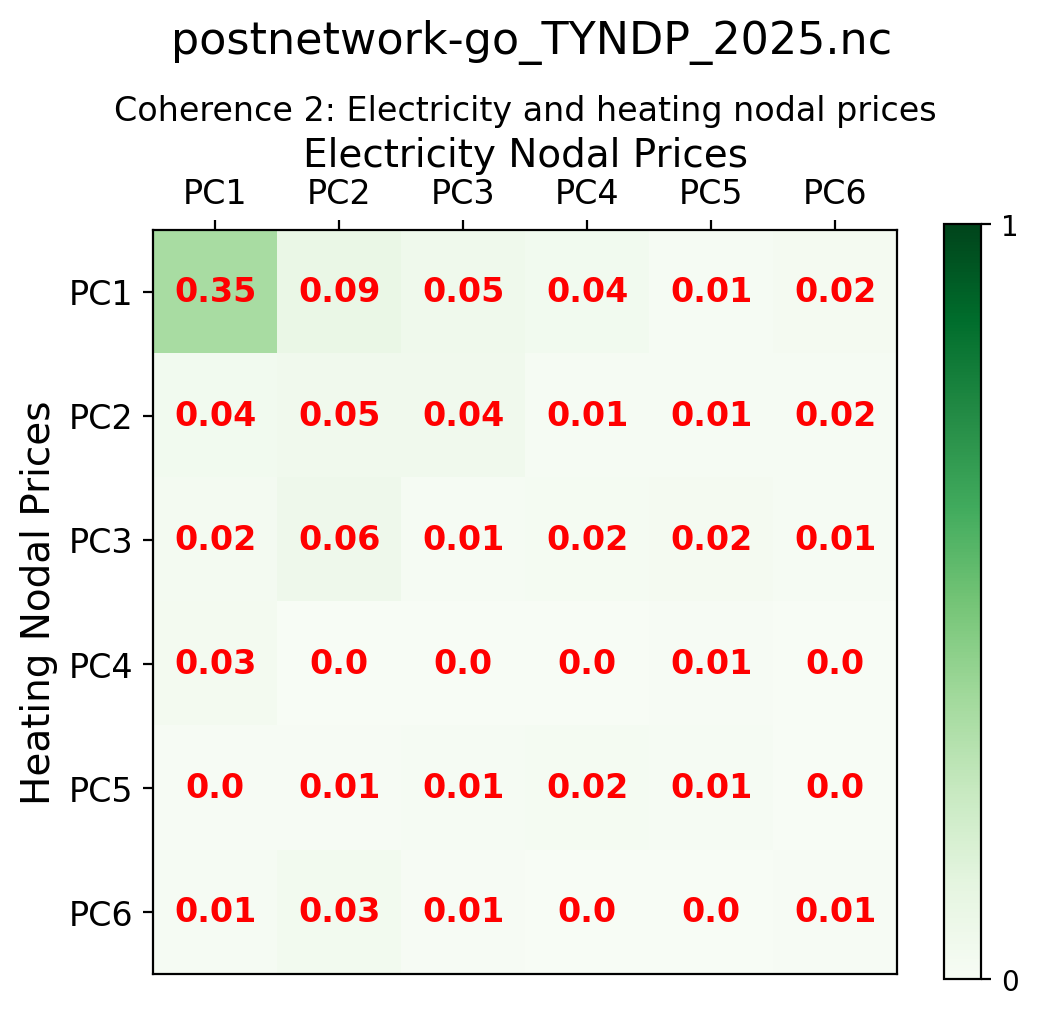 postnetwork-go_TYNDP_2025.nc
Coherence 2: Electricity and heating nodal prices
Electricity Nodal Prices
PC1 PC2 PC3 PC4 PC5 PC6
1
PC1 0.35 0.09 0.05 0.04 0.01 0.02
PC2 0.04 0.05 0.04 0.01 0.01 0.02
Heating Nodal Prices
PC3 0.02 0.06 0.01 0.02 0.02 0.01
PC4 0.03 0.0 0.0 0.0 0.01 0.0
PC5 0.0 0.01 0.01 0.02 0.01 0.0
PC6 0.01 0.03 0.01 0.0 0.0 0.01
0